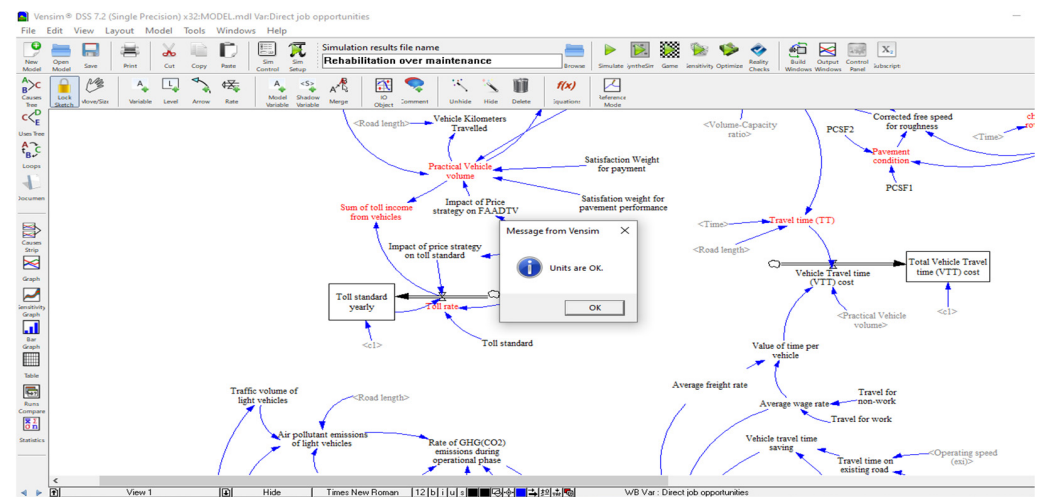 Vensim® DSS 7.2 (Single Precision) x32:MODEL.mdl Var:Direct job opportunities
File Edit View Layout Model Tools Windows Help
Simulation results file name
Rehabilitation over maintenance
New Model
Open Model
Save
Print
Cut
Copy
Paste
Sim Control
Sim Setup
Browse
Simulate
Game
Optimize
Reality Checks
Build Windows
Output Windows
Control Panel
Lock Sketch
Move/Size
Variable
Level
Arrow
Rate
Model Variable
Shadow Variable
Merge
IO Object
Comment
Unhide
Hide
Delete
Equations
Reference Mode
Causes Tree
Uses Tree
Loops
Documen
Causes Strip
Graph
Sensitivity Graph
Bar Graph
Table
Runs Compare
Statistics
<Road length>
Vehicle Kilometers
Travelled
Practical Vehicle
volume
Satisfaction Weight
for payment
Satisfation weight for
pavement performance
Sum of toll income
from vehicles
Impact of Price
strategy on FAADTV
Impact of price strategy
on toll standard
Toll standard
yearly
Toll rate
<c1>
Toll standard
Message from Vensim
Units are OK.
OK
<Volume-Capacity
ratio>
PCSF2
Corrected free speed
for roughness
<Time>
Pavement
condition
PCSF1
<Time>
Travel time (TT)
<Road length>
Vehicle Travel time
(VTT) cost
Total Vehicle Travel
time (VTT) cost
<Practical Vehicle
volume>
<c1>
Value of time per
vehicle
Average freight rate
Average wage rate
Travel for
non-work
Travel for work
Vehicle travel time
saving
Travel time on
existing road
<Operating speed
(exi)>
Traffic volume of
light vehicles
<Road length>
Air pollutant emissions
of light vehicles
Rate of GHG(CO2)
emissions during
operational phase
View 1
Hide
Times New Roman
12 b i u s
WB Var : Direct job opportunities